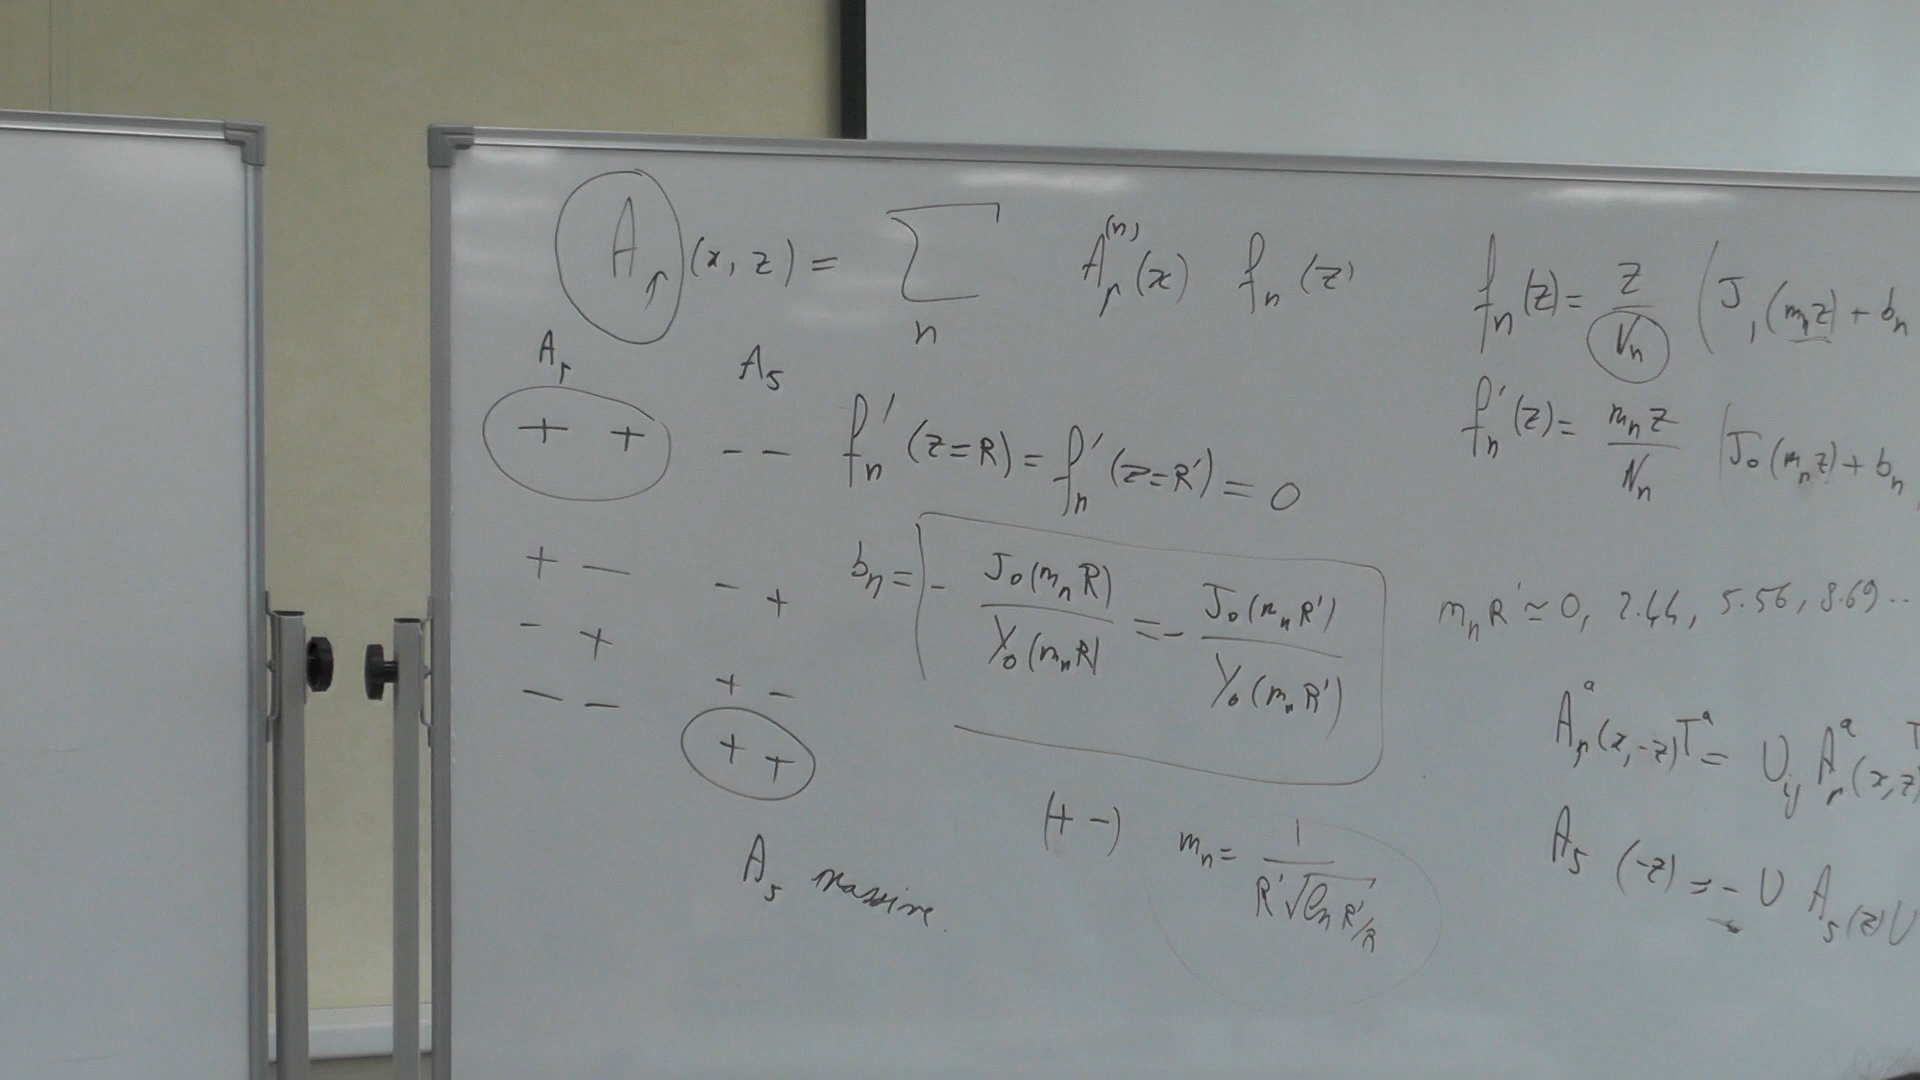 A_μ (x, z) = Σ_n A_μ^(n) (x) f_n (z)
f_n (z) = z / N_n ( J_1 (m_n z) + b_n
A_μ A_5
+ + - - f_n' (z=R) = f_n' (z=R') = 0
f_n' (z) = m_n z / N_n ( J_0 (m_n z) + b_n
+ - - +
b_n = - J_0 (m_n R) / Y_0 (m_n R) = - J_0 (m_n R') / Y_0 (m_n R')
m_n R' ≃ 0, 2.44, 5.56, 8.69 ..
- + + -
- - + +
A_μ^a (x, -z) T^a = U A_μ^a (x, z) T
(+ -) m_n = 1 / R' √ln R'/R
A_5 (-z) = - U A_5 (z) U
A_5 massive.